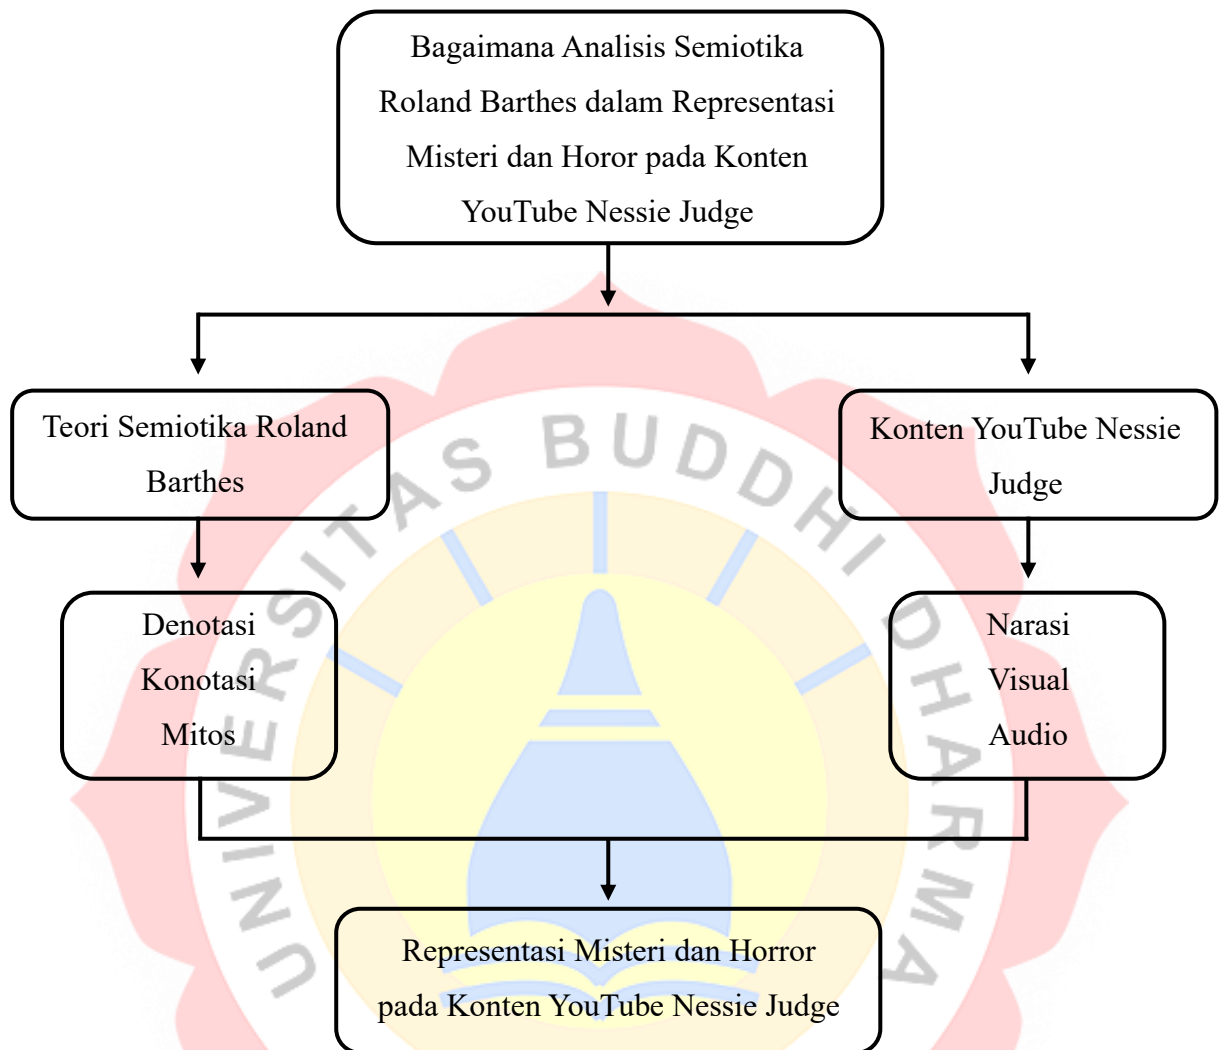 Bagaimana Analisis Semiotika
Roland Barthes dalam Representasi
Misteri dan Horor pada Konten
YouTube Nessie Judge
Teori Semiotika Roland
Barthes
Konten YouTube Nessie
Judge
Denotasi
Konotasi
Mitos
Narasi
Visual
Audio
Representasi Misteri dan Horror
pada Konten YouTube Nessie Judge
UNIVERSITAS BUDDHI DHARMA